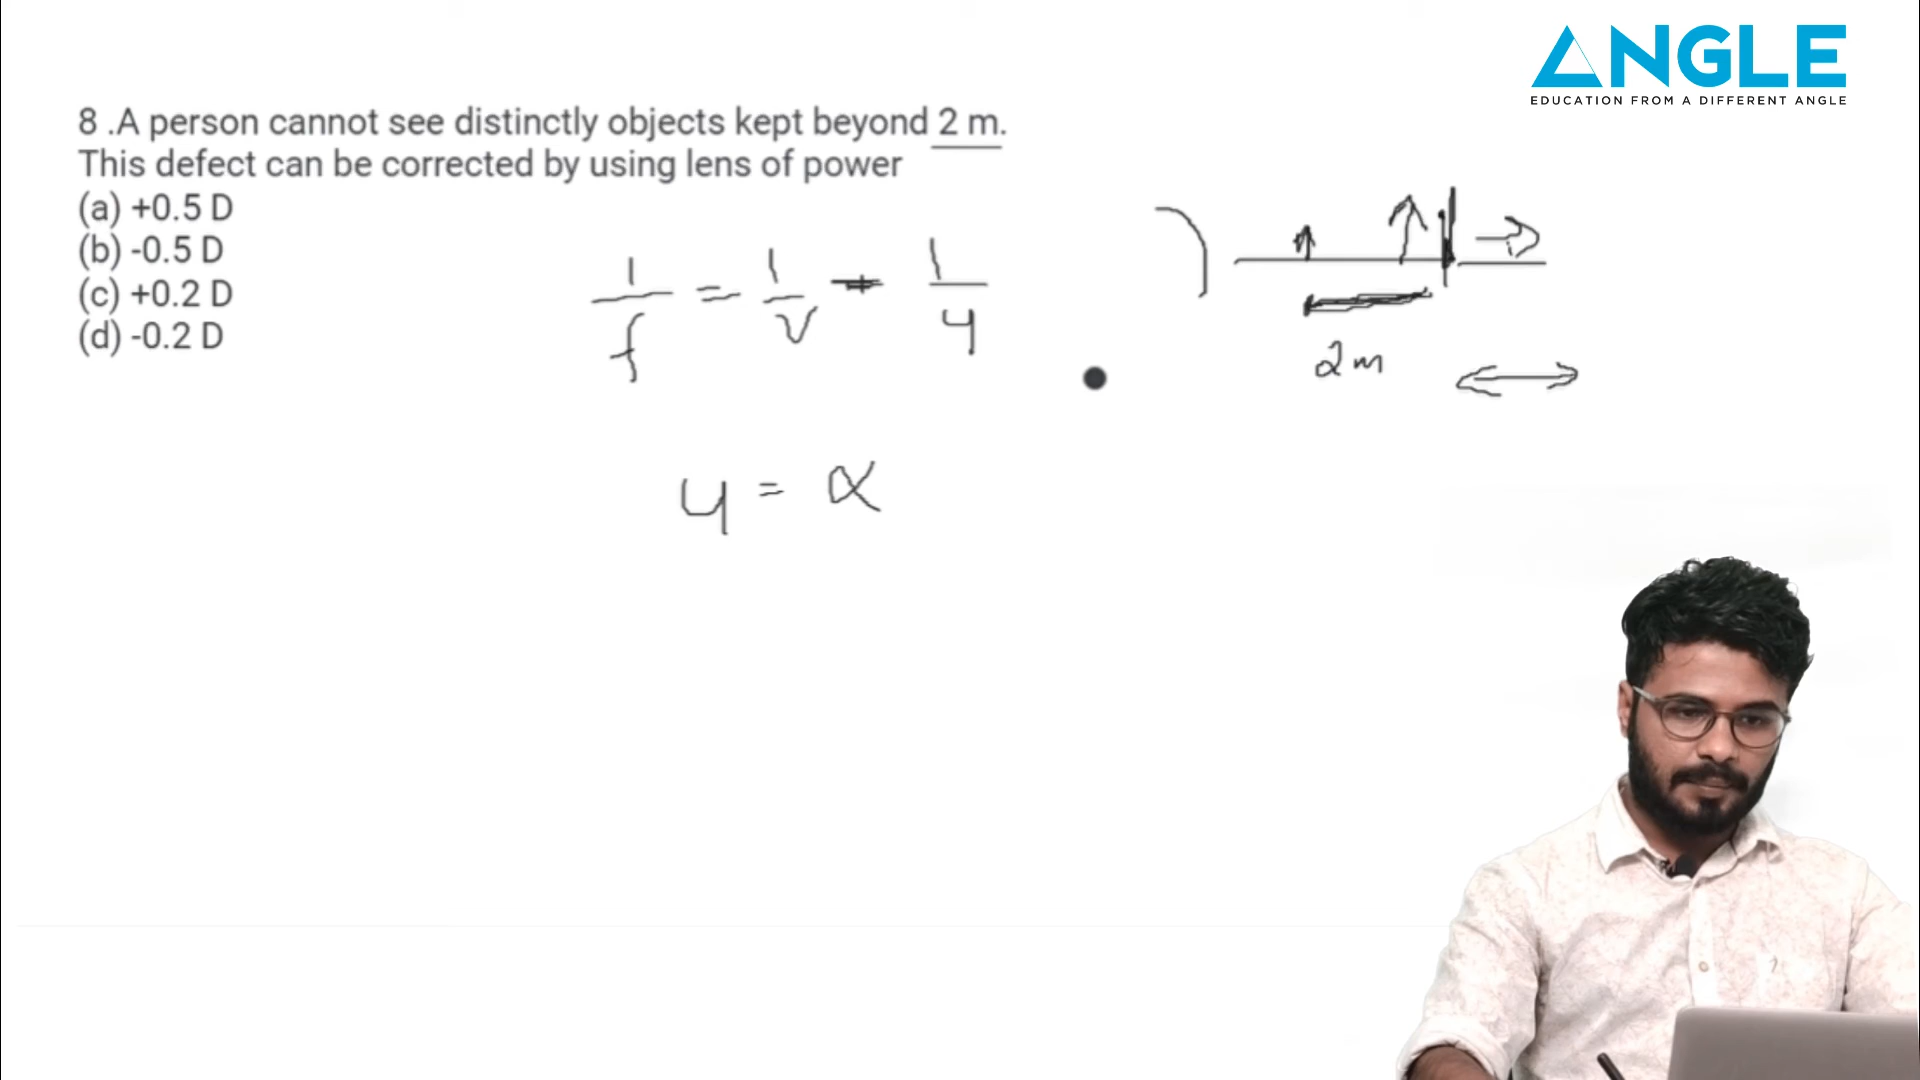 ANGLE
EDUCATION FROM A DIFFERENT ANGLE
8 .A person cannot see distinctly objects kept beyond 2 m.
This defect can be corrected by using lens of power
(a) +0.5 D
(b) -0.5 D
(c) +0.2 D
(d) -0.2 D
1/f = 1/v - 1/u
2m
u = α